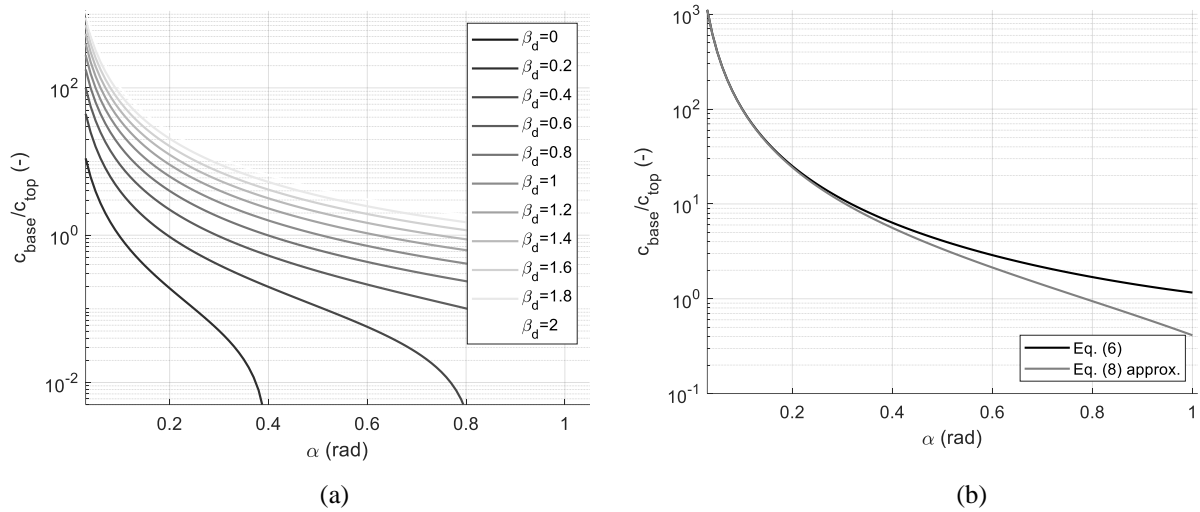 c_base/c_top (-)
10^2
10^0
10^-2
0.2 0.4 0.6 0.8 1
α (rad)
β_d=0
β_d=0.2
β_d=0.4
β_d=0.6
β_d=0.8
β_d=1
β_d=1.2
β_d=1.4
β_d=1.6
β_d=1.8
β_d=2
(a)
c_base/c_top (-)
10^3
10^2
10^1
10^0
10^-1
0.2 0.4 0.6 0.8 1
α (rad)
Eq. (6)
Eq. (8) approx.
(b)